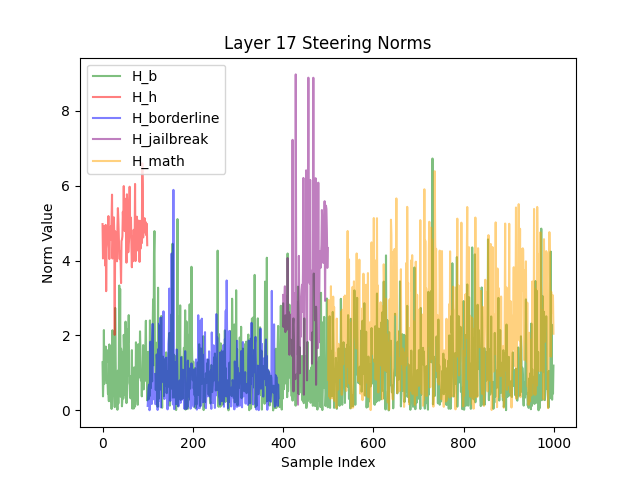 Layer 17 Steering Norms
H_b
H_h
H_borderline
H_jailbreak
H_math
8
6
4
2
0
Norm Value
0
200
400
600
800
1000
Sample Index